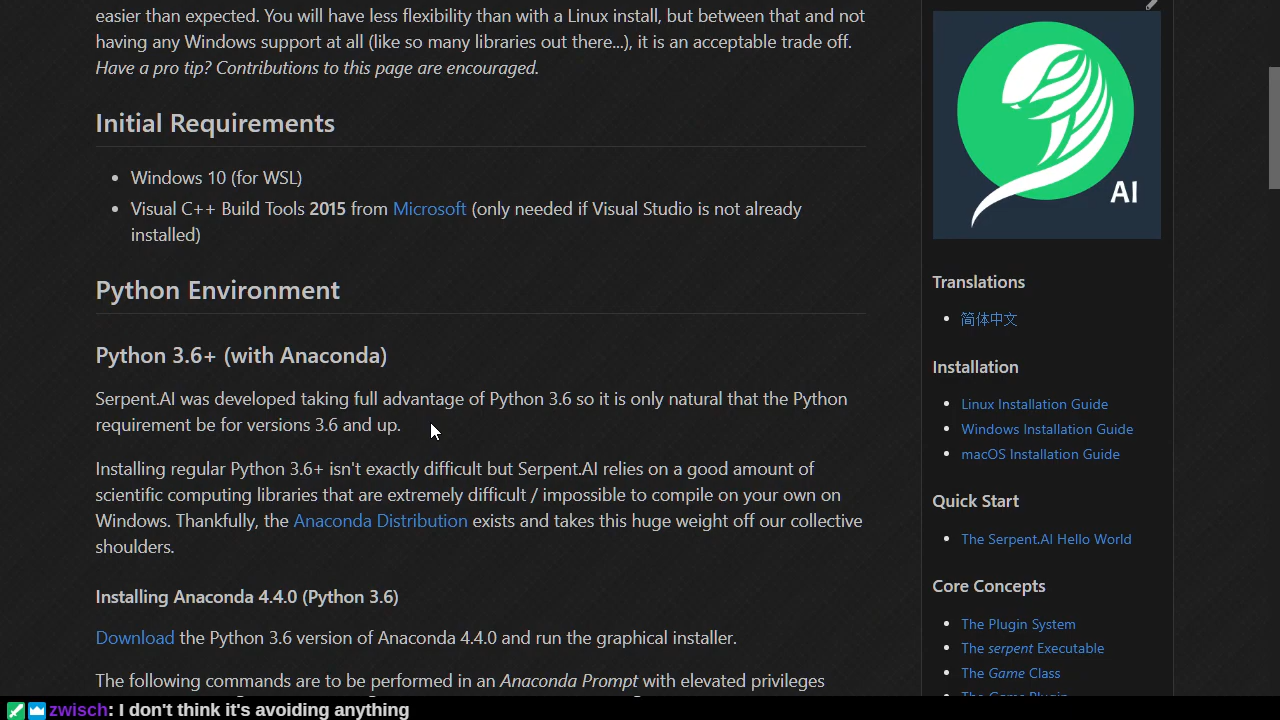 easier than expected. You will have less flexibility than with a Linux install, but between that and not
having any Windows support at all (like so many libraries out there...), it is an acceptable trade off.
Have a pro tip? Contributions to this page are encouraged.
Initial Requirements
Windows 10 (for WSL)
Visual C++ Build Tools 2015 from Microsoft (only needed if Visual Studio is not already
installed)
Python Environment
Python 3.6+ (with Anaconda)
Serpent.AI was developed taking full advantage of Python 3.6 so it is only natural that the Python
requirement be for versions 3.6 and up.
Installing regular Python 3.6+ isn't exactly difficult but Serpent.AI relies on a good amount of
scientific computing libraries that are extremely difficult / impossible to compile on your own on
Windows. Thankfully, the Anaconda Distribution exists and takes this huge weight off our collective
shoulders.
Installing Anaconda 4.4.0 (Python 3.6)
Download the Python 3.6 version of Anaconda 4.4.0 and run the graphical installer.
The following commands are to be performed in an Anaconda Prompt with elevated privileges
AI
Translations
简体中文
Installation
Linux Installation Guide
Windows Installation Guide
macOS Installation Guide
Quick Start
The Serpent.AI Hello World
Core Concepts
The Plugin System
The serpent Executable
The Game Class
The Game Plugin
zwisch: I don't think it's avoiding anything